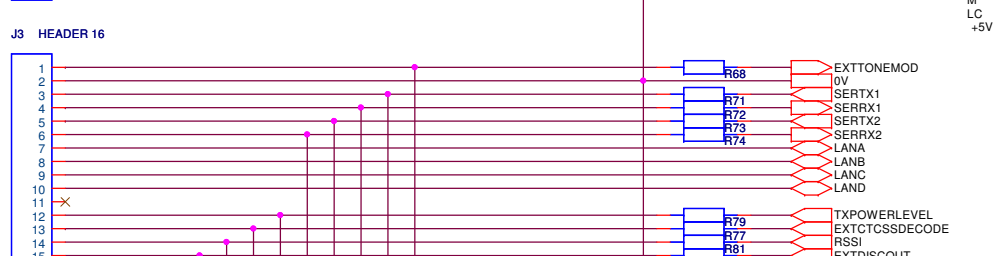 M
LC
+5V
J3 HEADER 16
1 R68 EXTTONEMOD
2 0V
3 R71 SERTX1
4 R72 SERRX1
5 R73 SERTX2
6 R74 SERRX2
7 LANA
8 LANB
9 LANC
10 LAND
11
12 R79 TXPOWERLEVEL
13 R77 EXTCTCSSDECODE
14 R81 RSSI
15 EXTDISCOUT